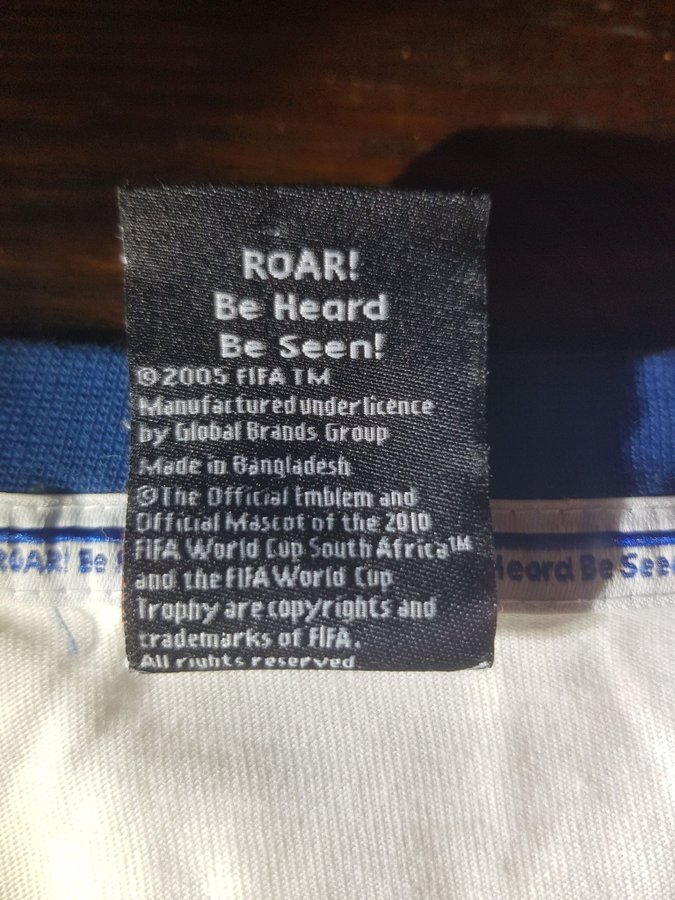 ROAR!
Be Heard
Be Seen!
©2005 FIFA TM
Manufactured under licence
by Global Brands Group
Made in Bangladesh
©The Official Emblem and
Official Mascot of the 2010
FIFA World Cup South Africa™
and the FIFA World Cup
Trophy are copyrights and
trademarks of FIFA.
All rights reserved
ROAR! Be
Heard Be See